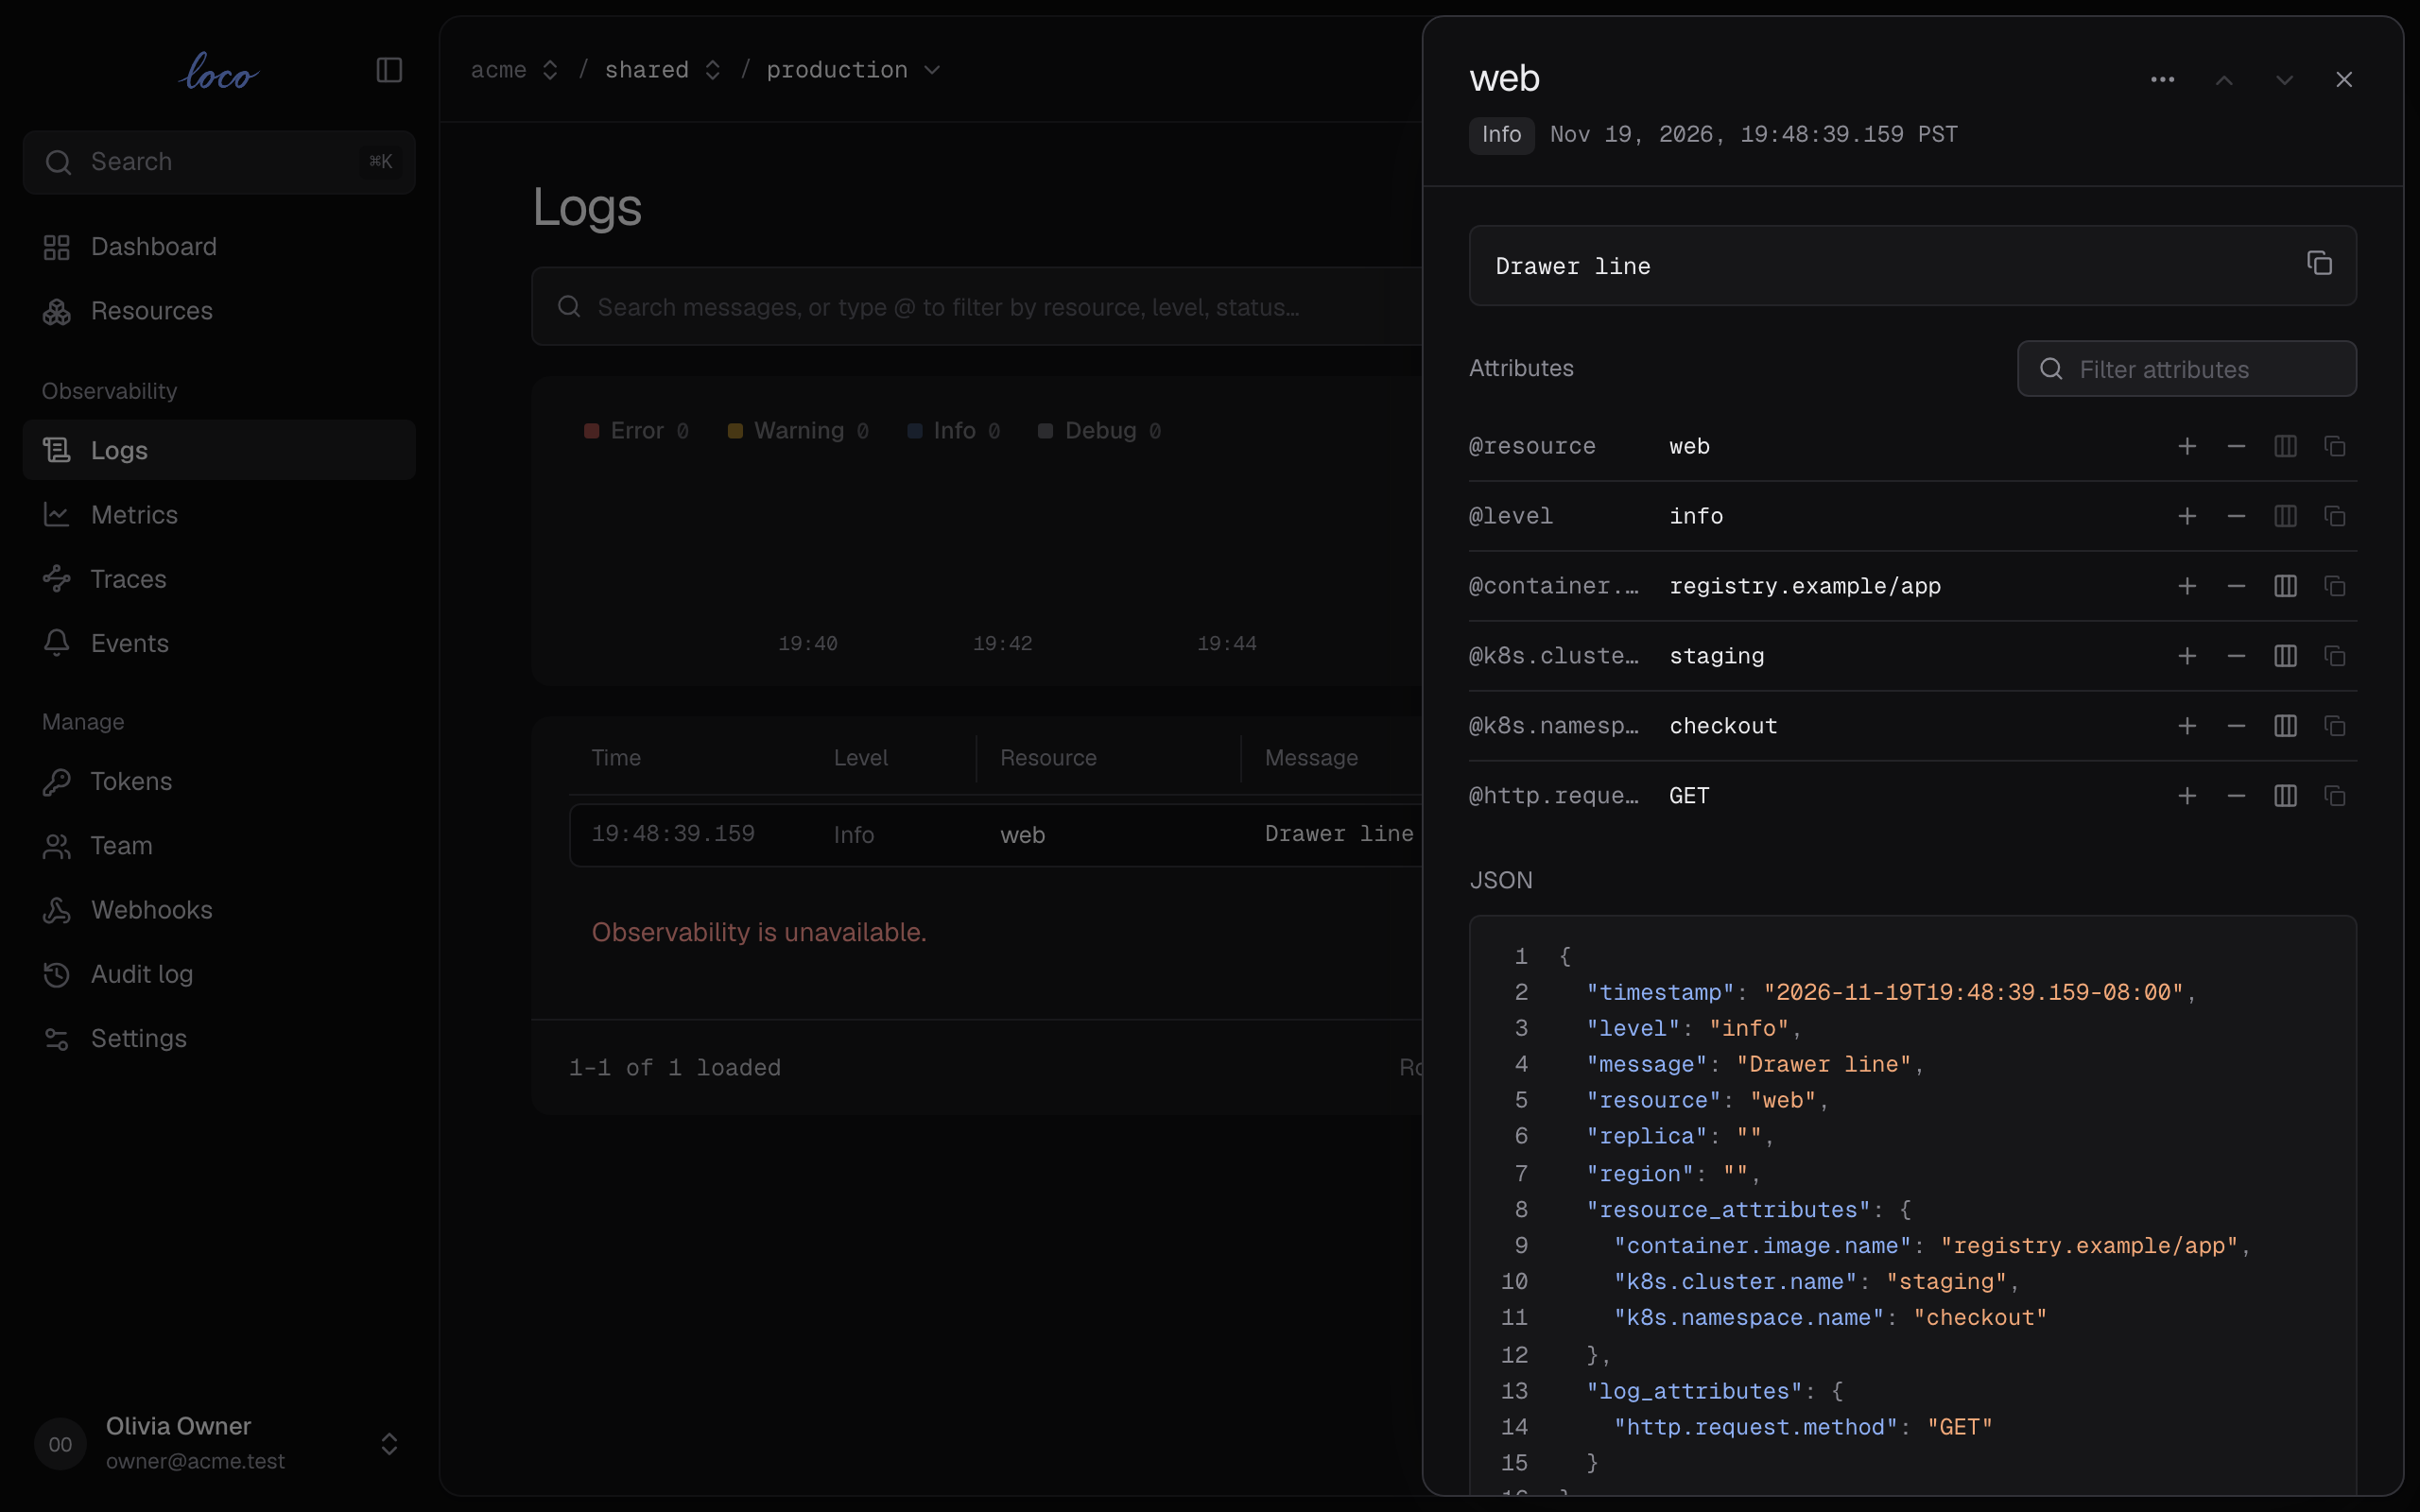 loco
Search
⌘K
Dashboard
Resources
Observability
Logs
Metrics
Traces
Events
Manage
Tokens
Team
Webhooks
Audit log
Settings
OO
Olivia Owner
owner@acme.test
acme / shared / production
Logs
Search messages, or type @ to filter by resource, level, status…
Error 0 Warning 0 Info 0 Debug 0
19:40 19:42 19:44
Time Level Resource Message
19:48:39.159 Info web Drawer line
Observability is unavailable.
1–1 of 1 loaded
web
Info Nov 19, 2026, 19:48:39.159 PST
Drawer line
Attributes
Filter attributes
@resource web
@level info
@container.… registry.example/app
@k8s.cluste… staging
@k8s.namesp… checkout
@http.reque… GET
JSON
1 {
2 "timestamp": "2026-11-19T19:48:39.159-08:00",
3 "level": "info",
4 "message": "Drawer line",
5 "resource": "web",
6 "replica": "",
7 "region": "",
8 "resource_attributes": {
9 "container.image.name": "registry.example/app",
10 "k8s.cluster.name": "staging",
11 "k8s.namespace.name": "checkout"
12 },
13 "log_attributes": {
14 "http.request.method": "GET"
15 }